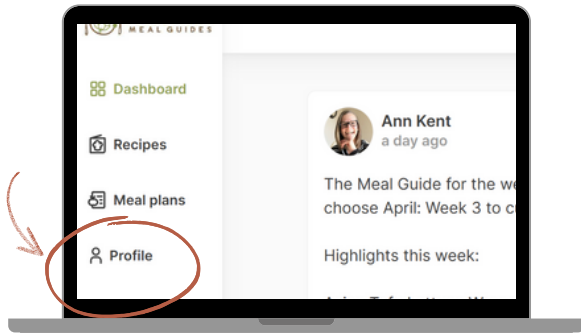 MEAL GUIDES
Dashboard
Recipes
Meal plans
Profile
Ann Kent
a day ago
The Meal Guide for the we
choose April: Week 3 to cu
Highlights this week: